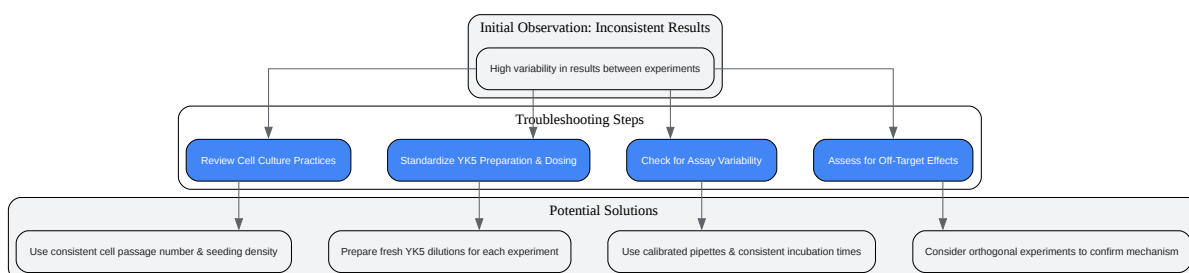 Initial Observation: Inconsistent Results
High variability in results between experiments
Troubleshooting Steps
Review Cell Culture Practices
Standardize YK5 Preparation & Dosing
Check for Assay Variability
Assess for Off-Target Effects
Potential Solutions
Use consistent cell passage number & seeding density
Prepare fresh YK5 dilutions for each experiment
Use calibrated pipettes & consistent incubation times
Consider orthogonal experiments to confirm mechanism